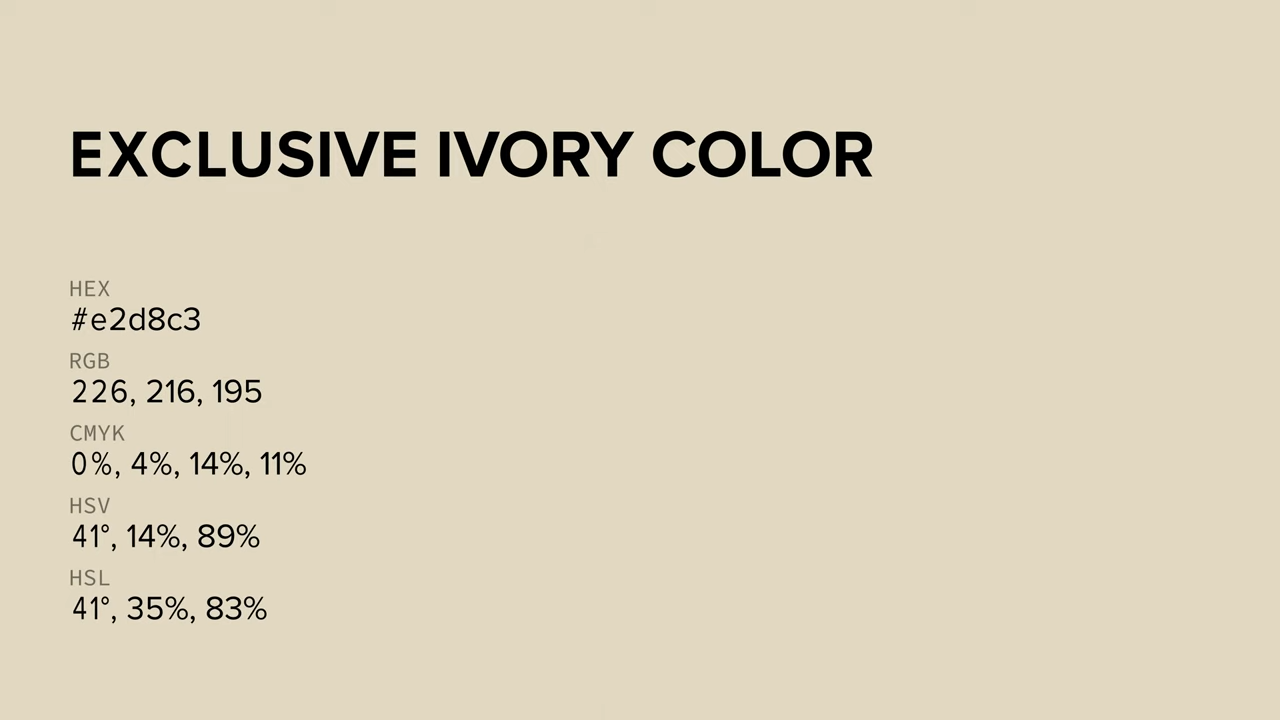 EXCLUSIVE IVORY COLOR
HEX
#e2d8c3
RGB
226, 216, 195
CMYK
0%, 4%, 14%, 11%
HSV
41°, 14%, 89%
HSL
41°, 35%, 83%